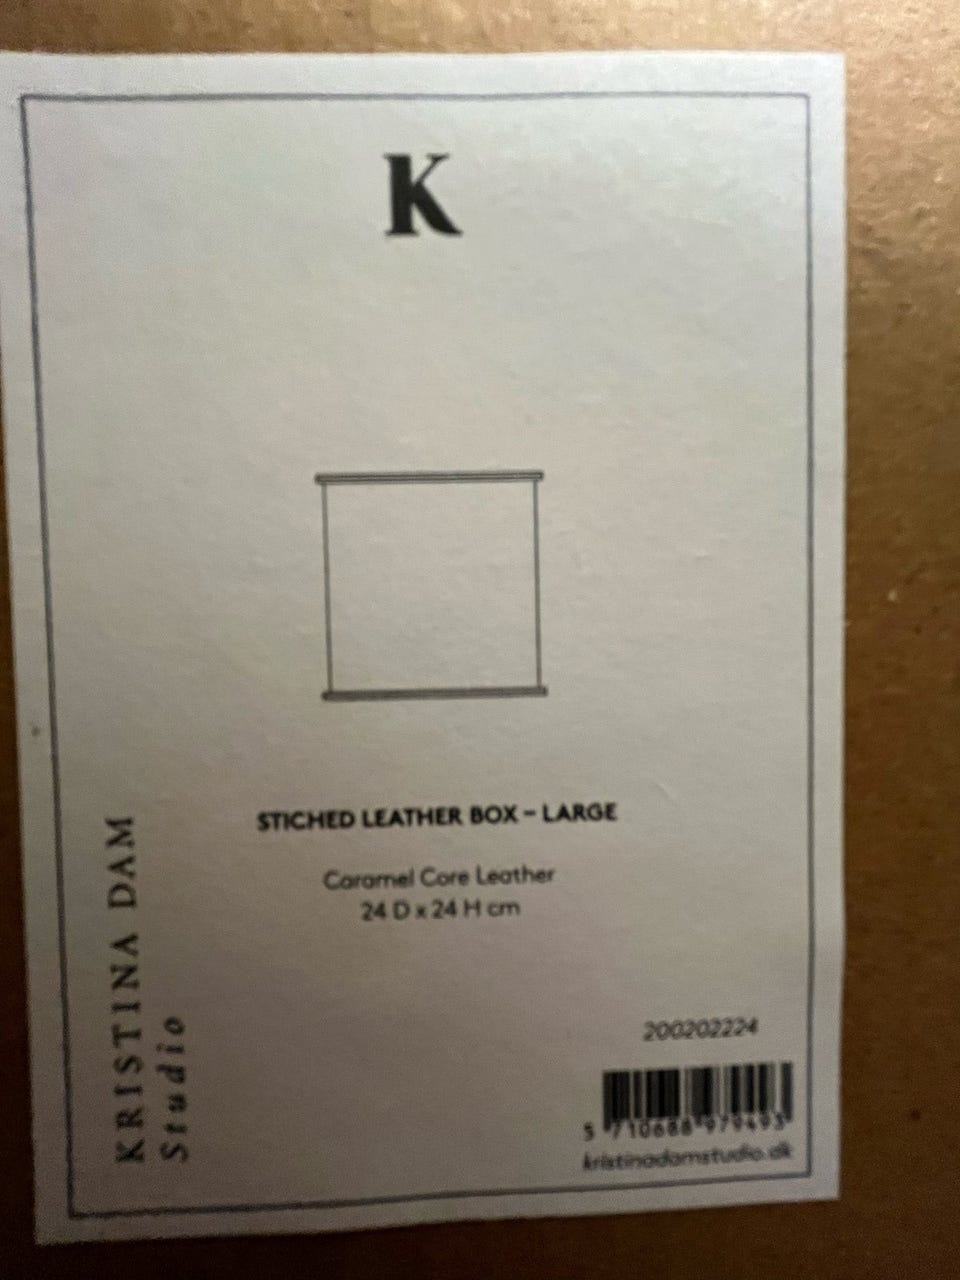 K
STICHED LEATHER BOX – LARGE
Caramel Core Leather
24 D x 24 H cm
KRISTINA DAM
Studio
200202224
5 710688 979493
kristinadamstudio.dk